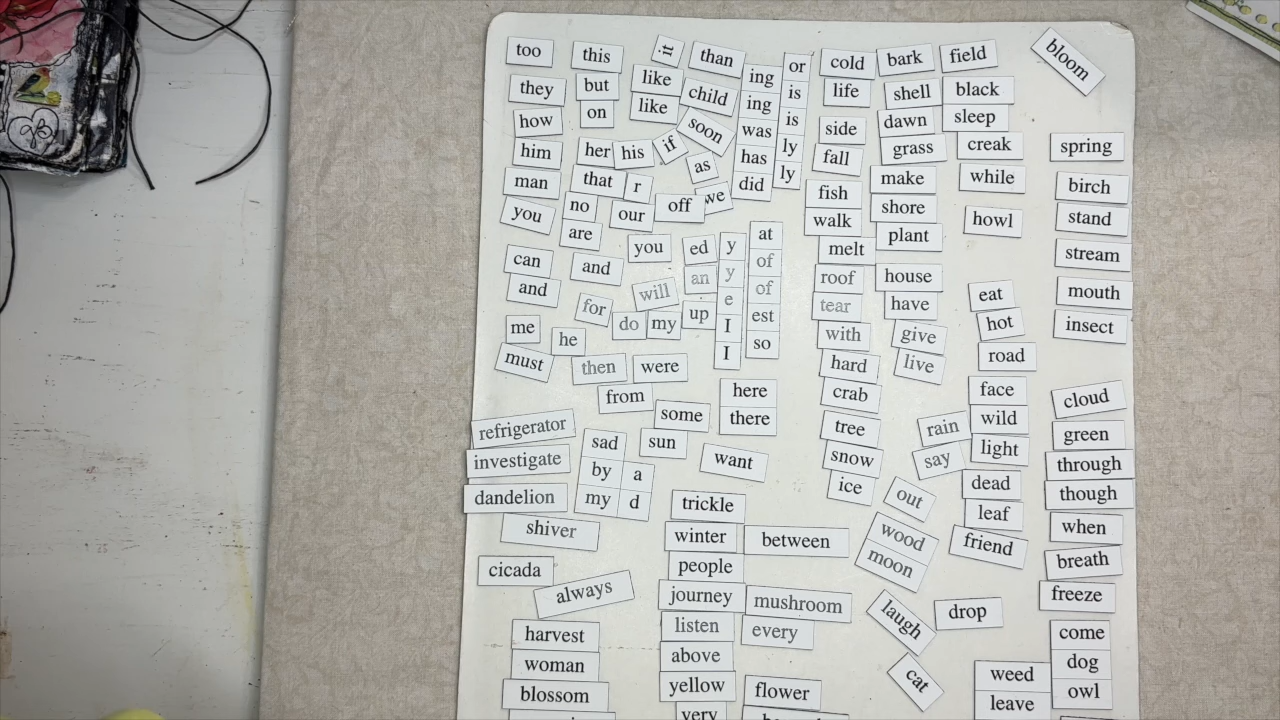 too
they
how
him
man
you
can
and
me
must
this
but
on
her
his
that
r
no
are
our
and
for
he
then
were
from
it
like
like
if
than
child
soon
as
we
off
you
will
do
my
ed
an
up
ing
ing
was
has
did
or
is
is
ly
ly
y
y
e
I
I
at
of
of
est
so
here
there
some
sun
want
refrigerator
investigate
dandelion
shiver
cicada
always
harvest
woman
blossom
sad
by
a
my
d
trickle
winter
people
journey
listen
above
yellow
very
between
mushroom
every
flower
cold
life
side
fall
fish
walk
melt
roof
tear
with
hard
crab
tree
snow
ice
bark
shell
dawn
grass
make
shore
plant
house
have
give
live
rain
say
out
wood
moon
laugh
cat
field
black
sleep
creak
while
howl
eat
hot
road
face
wild
light
dead
leaf
friend
drop
weed
leave
bloom
spring
birch
stand
stream
mouth
insect
cloud
green
through
though
when
breath
freeze
come
dog
owl